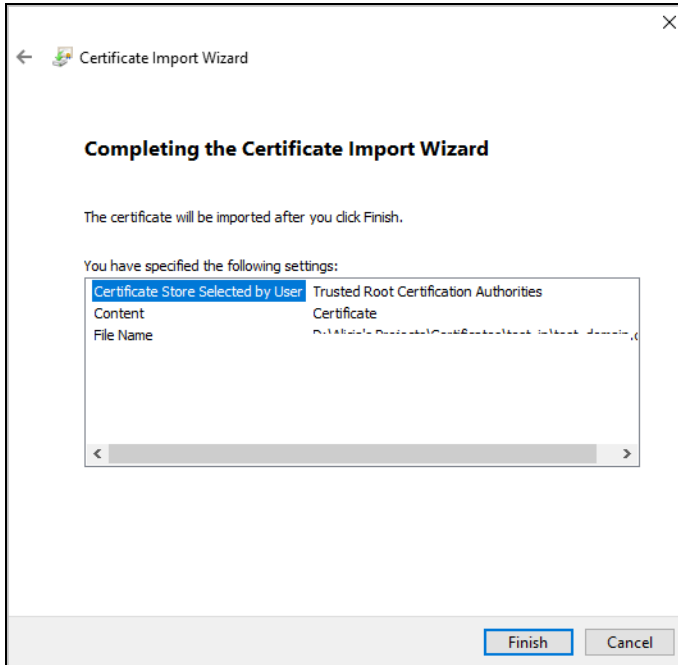 Certificate Import Wizard
Completing the Certificate Import Wizard
The certificate will be imported after you click Finish.
You have specified the following settings:
Certificate Store Selected by User Trusted Root Certification Authorities
Content Certificate
File Name
Finish Cancel